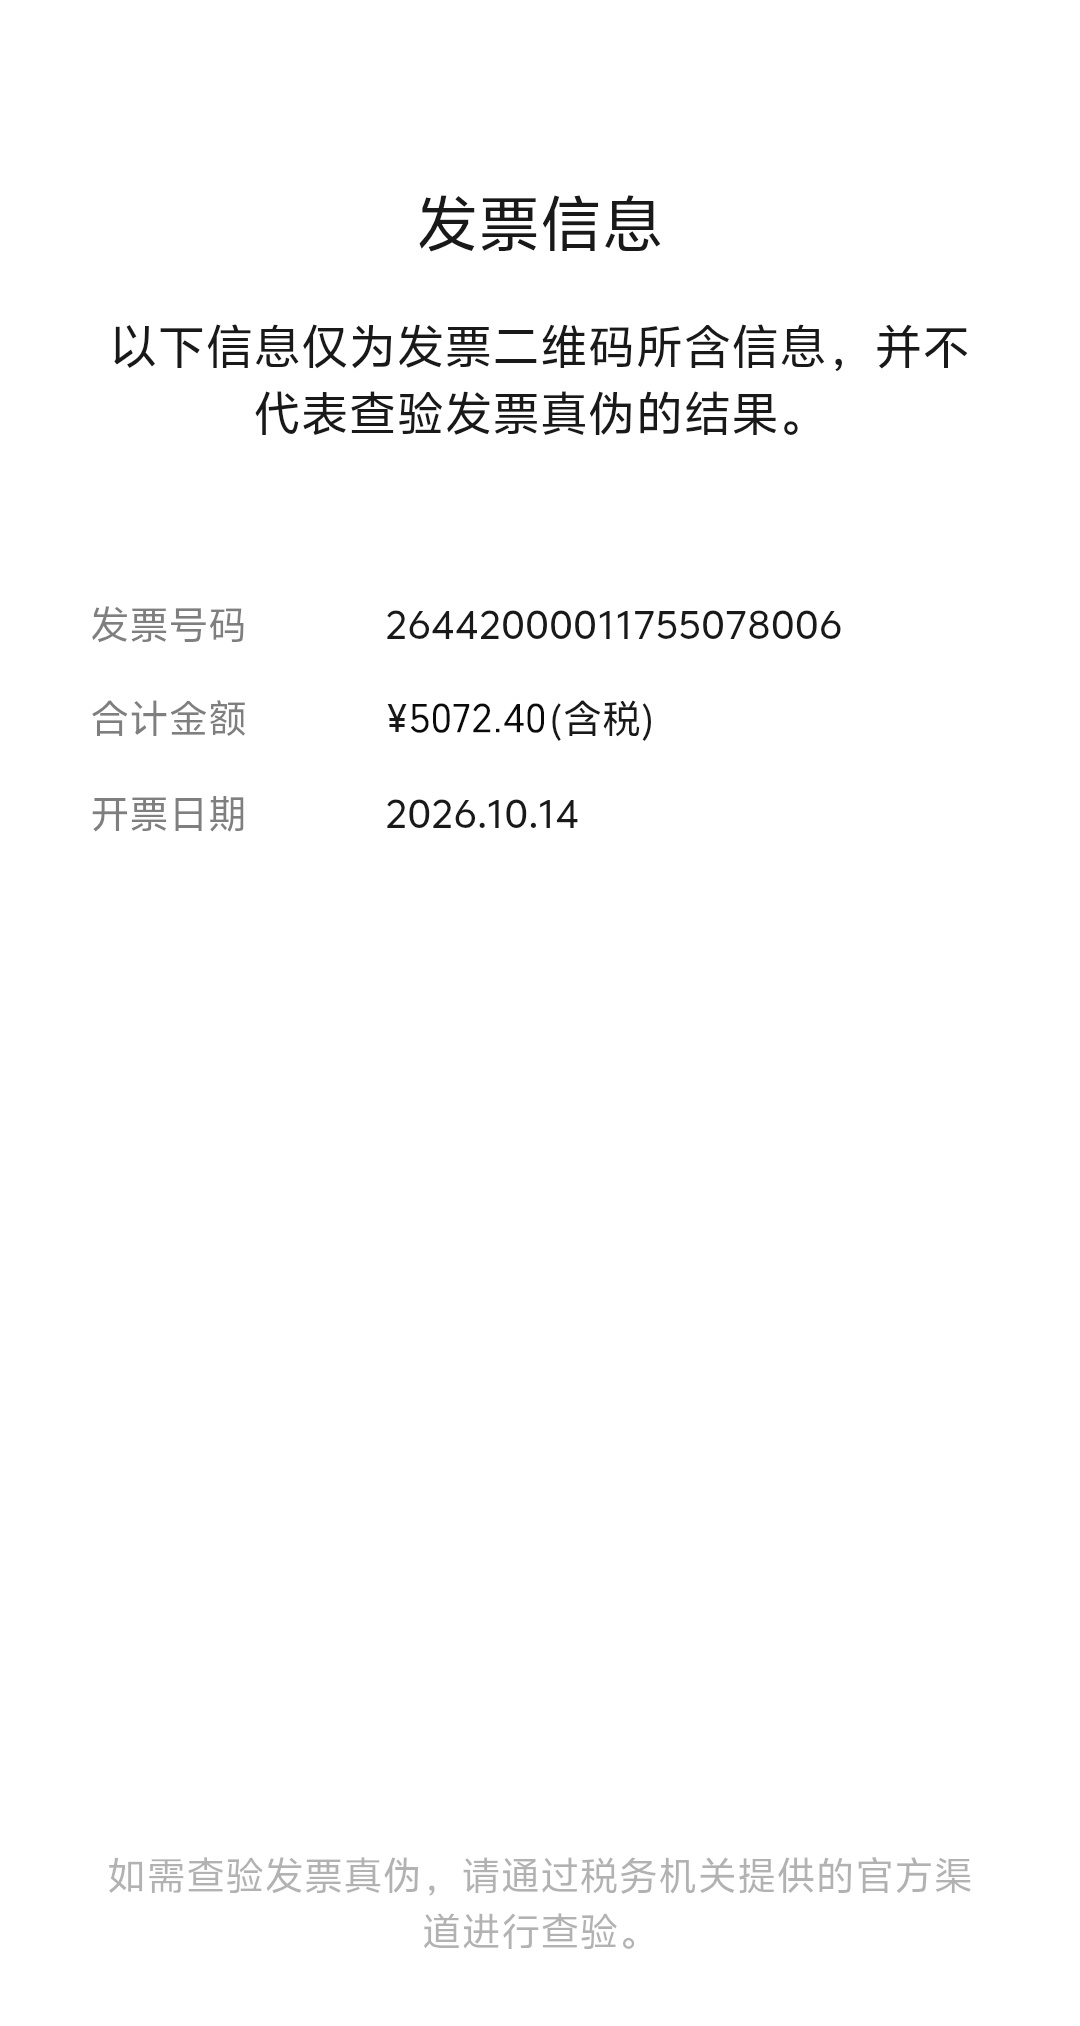 发票信息
以下信息仅为发票二维码所含信息，并不
代表查验发票真伪的结果。
发票号码 26442000011755078006
合计金额 ¥5072.40(含税)
开票日期 2026.10.14
如需查验发票真伪，请通过税务机关提供的官方渠
道进行查验。